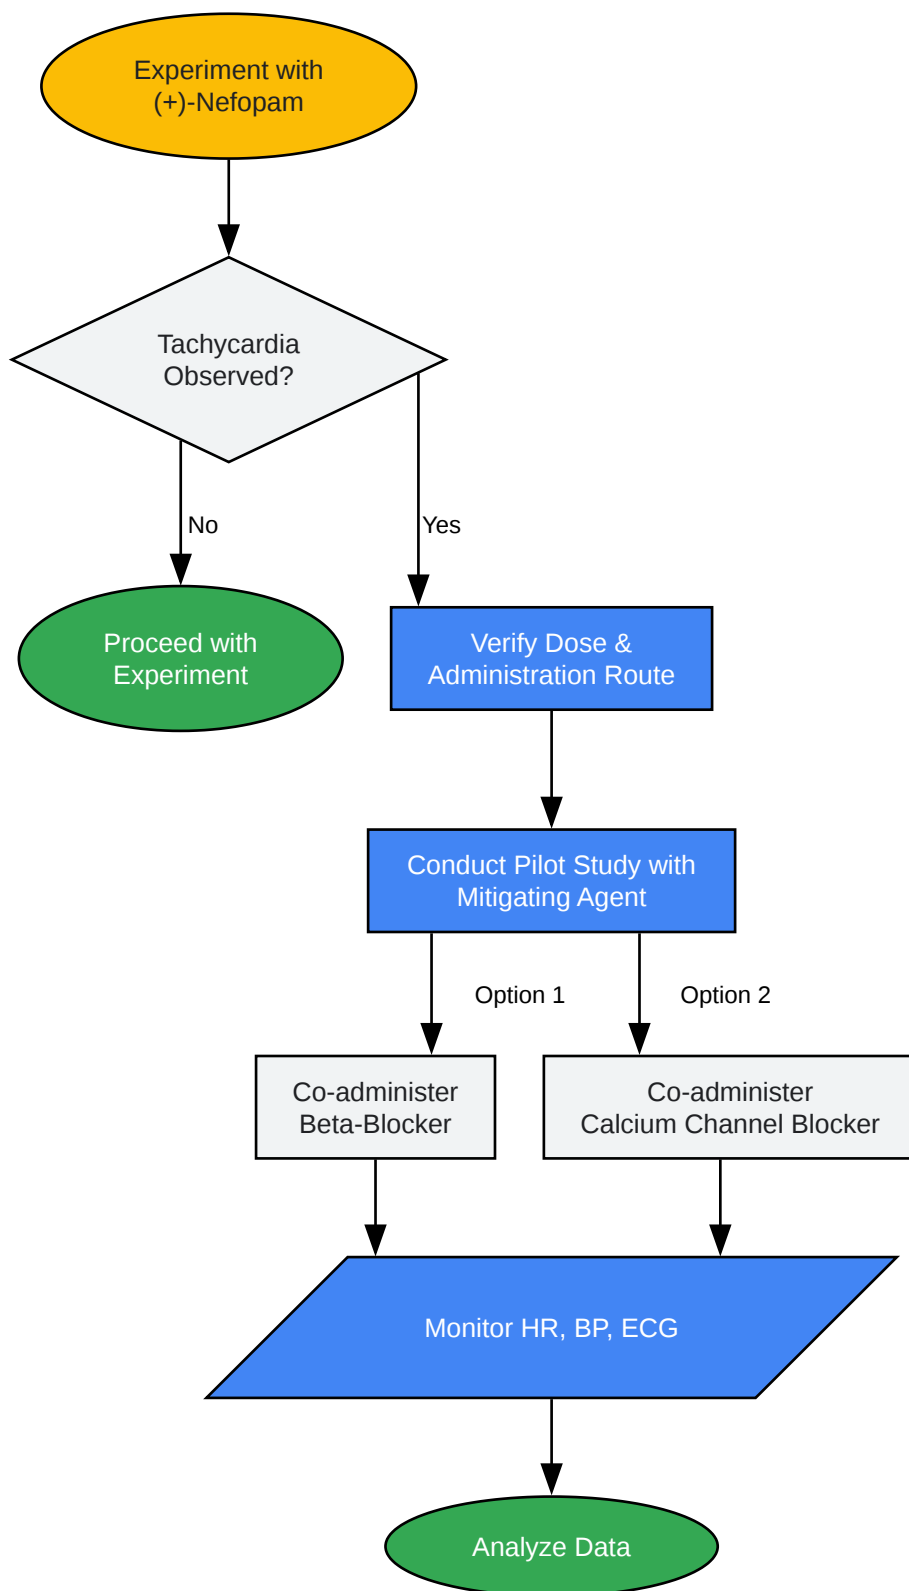 Experiment with
(+)-Nefopam
Tachycardia
Observed?
No
Yes
Proceed with
Experiment
Verify Dose &
Administration Route
Conduct Pilot Study with
Mitigating Agent
Option 1
Option 2
Co-administer
Beta-Blocker
Co-administer
Calcium Channel Blocker
Monitor HR, BP, ECG
Analyze Data